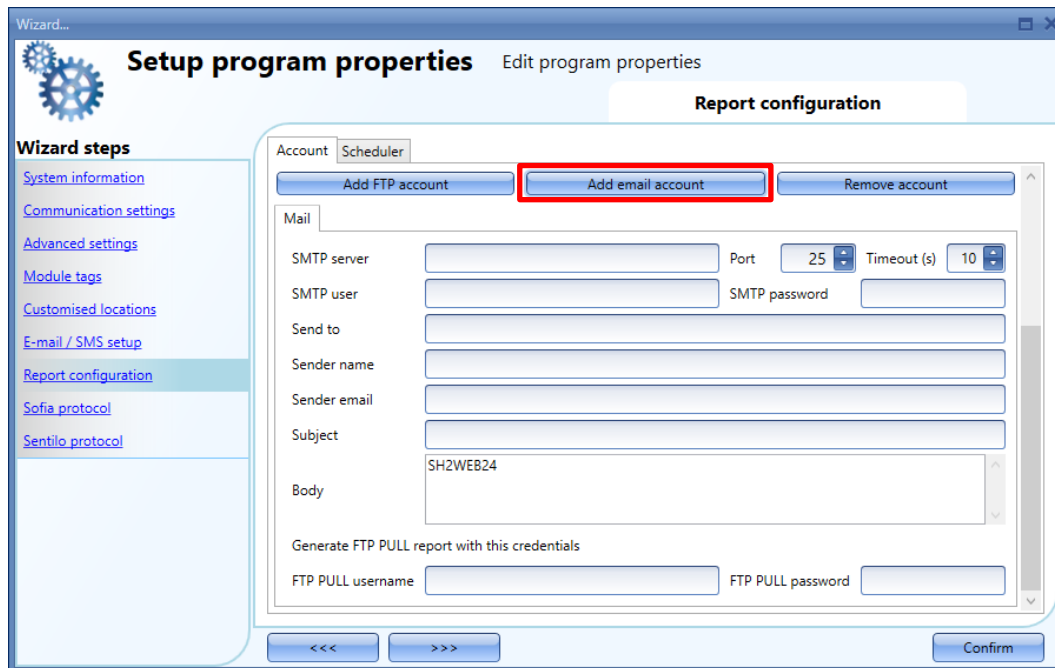 Wizard...
Setup program properties Edit program properties
Report configuration
Wizard steps
System information
Communication settings
Advanced settings
Module tags
Customised locations
E-mail / SMS setup
Report configuration
Sofia protocol
Sentilo protocol
Account Scheduler
Add FTP account Add email account Remove account
Mail
SMTP server Port 25 Timeout (s) 10
SMTP user SMTP password
Send to
Sender name
Sender email
Subject
SH2WEB24
Body
Generate FTP PULL report with this credentials
FTP PULL username FTP PULL password
<<< >>> Confirm